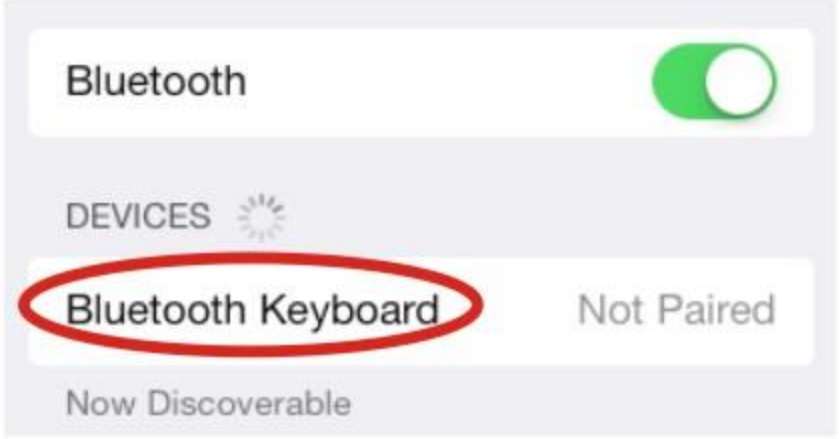 Bluetooth
DEVICES
Bluetooth Keyboard Not Paired
Now Discoverable